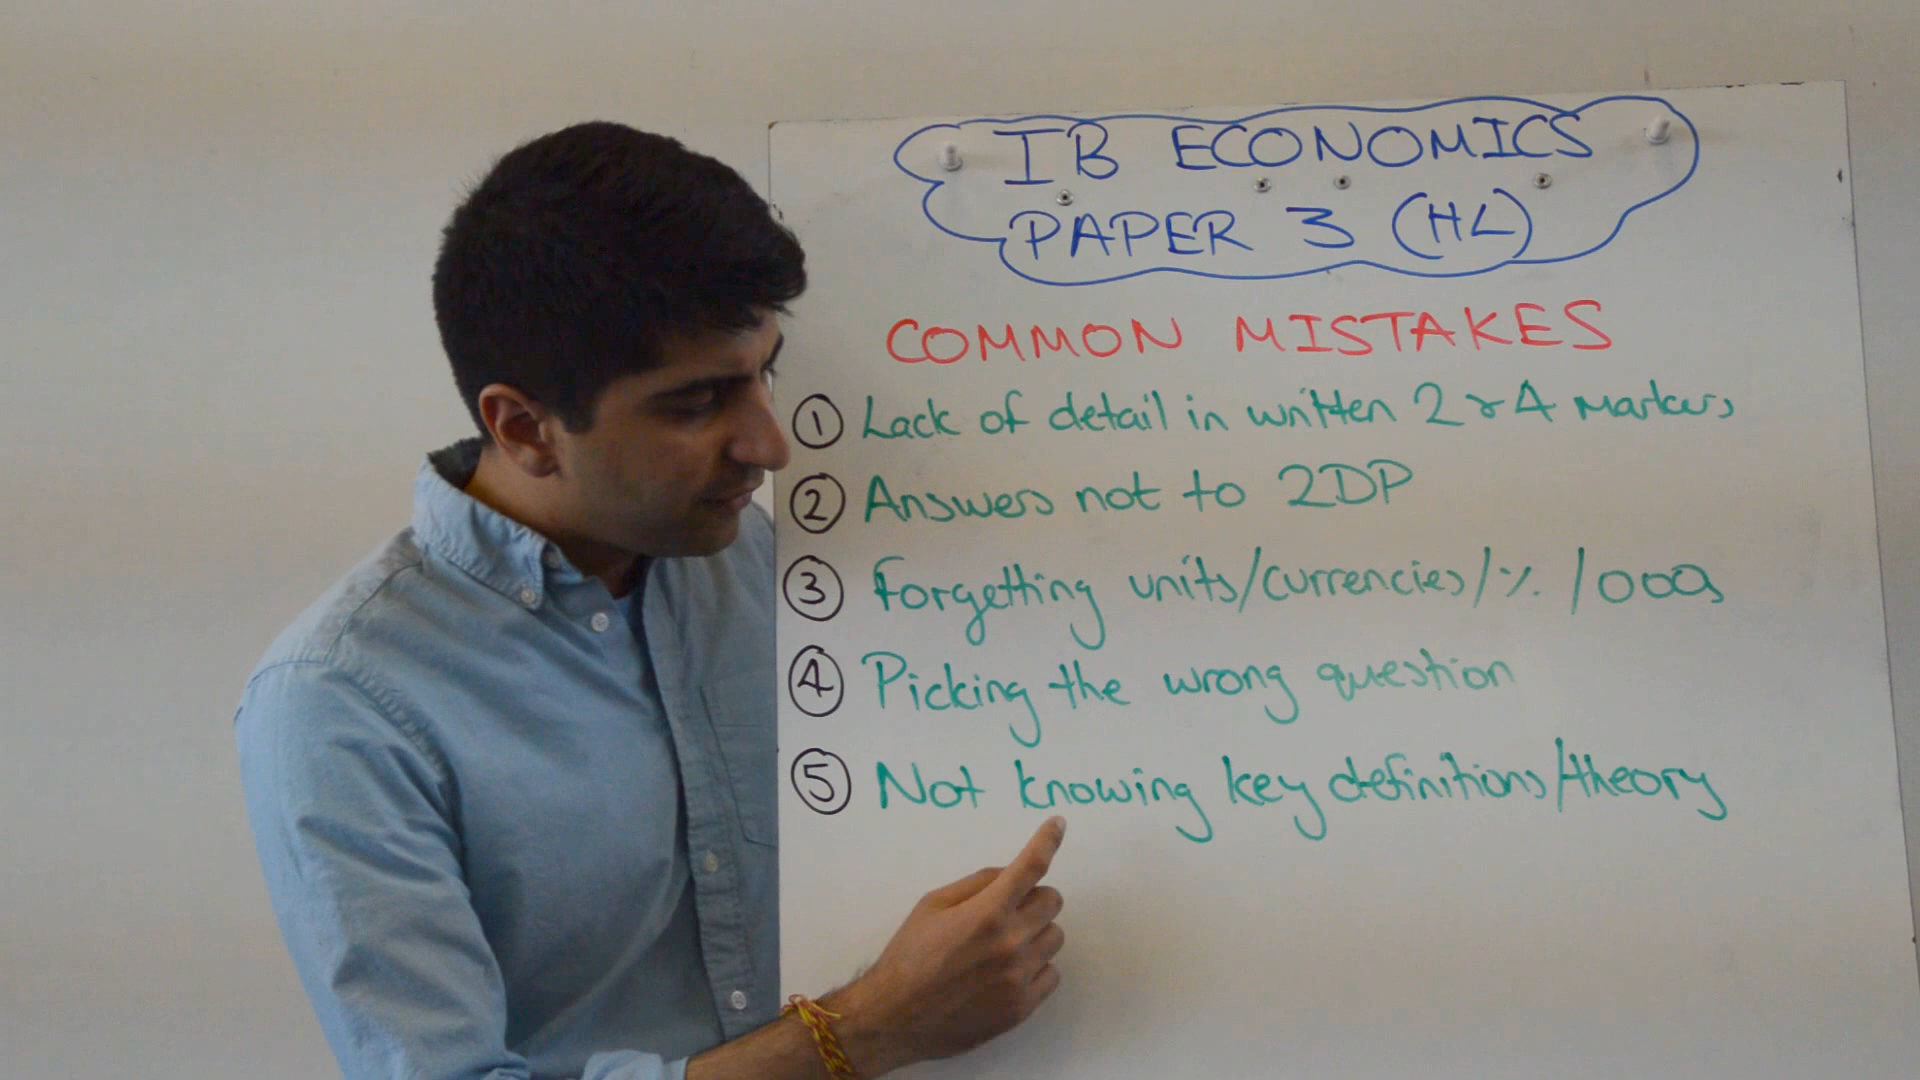 IB ECONOMICS
PAPER 3 (HL)
COMMON MISTAKES
① Lack of detail in written 2 & 4 markers
② Answers not to 2DP
③ Forgetting units/currencies/%/000s
④ Picking the wrong question
⑤ Not knowing key definitions/theory